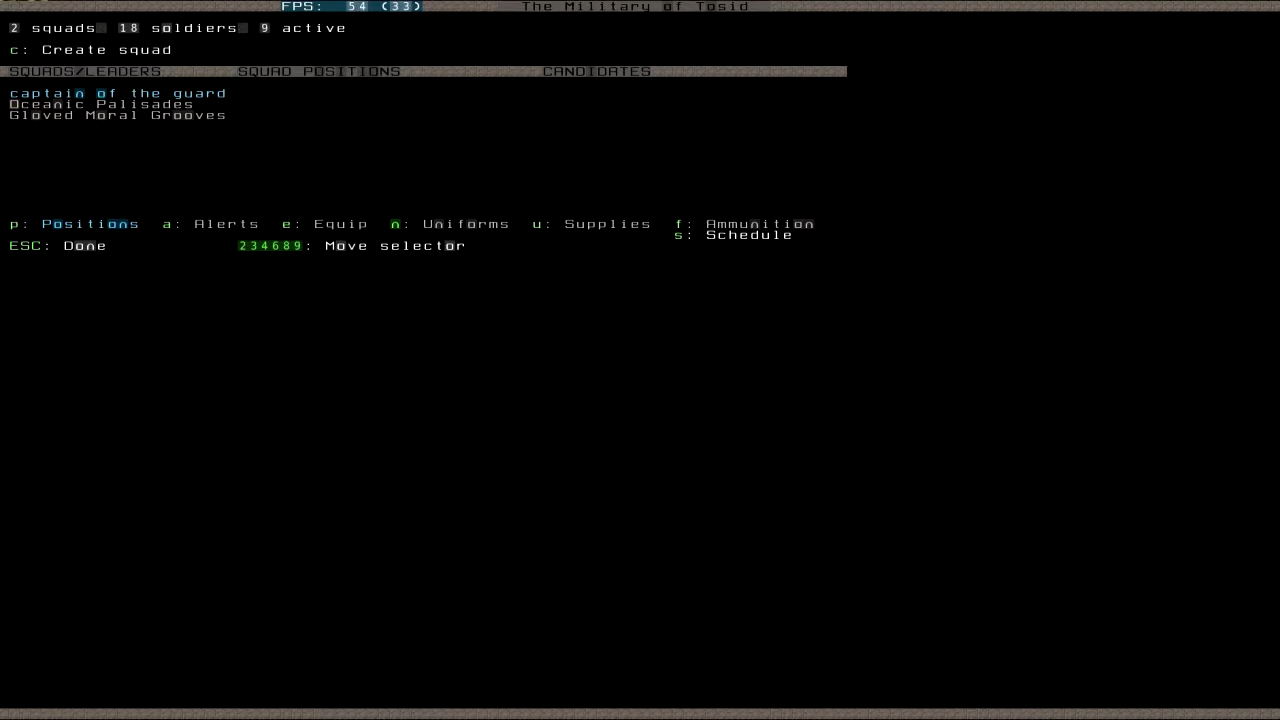 FPS: 54 (33) The Military of Tosid
2 squads 18 soldiers 9 active
c: Create squad
SQUADS/LEADERS SQUAD POSITIONS CANDIDATES
captain of the guard
Oceanic Palisades
Gloved Moral Grooves
p: Positions a: Alerts e: Equip n: Uniforms u: Supplies f: Ammunition
s: Schedule
ESC: Done 234689: Move selector